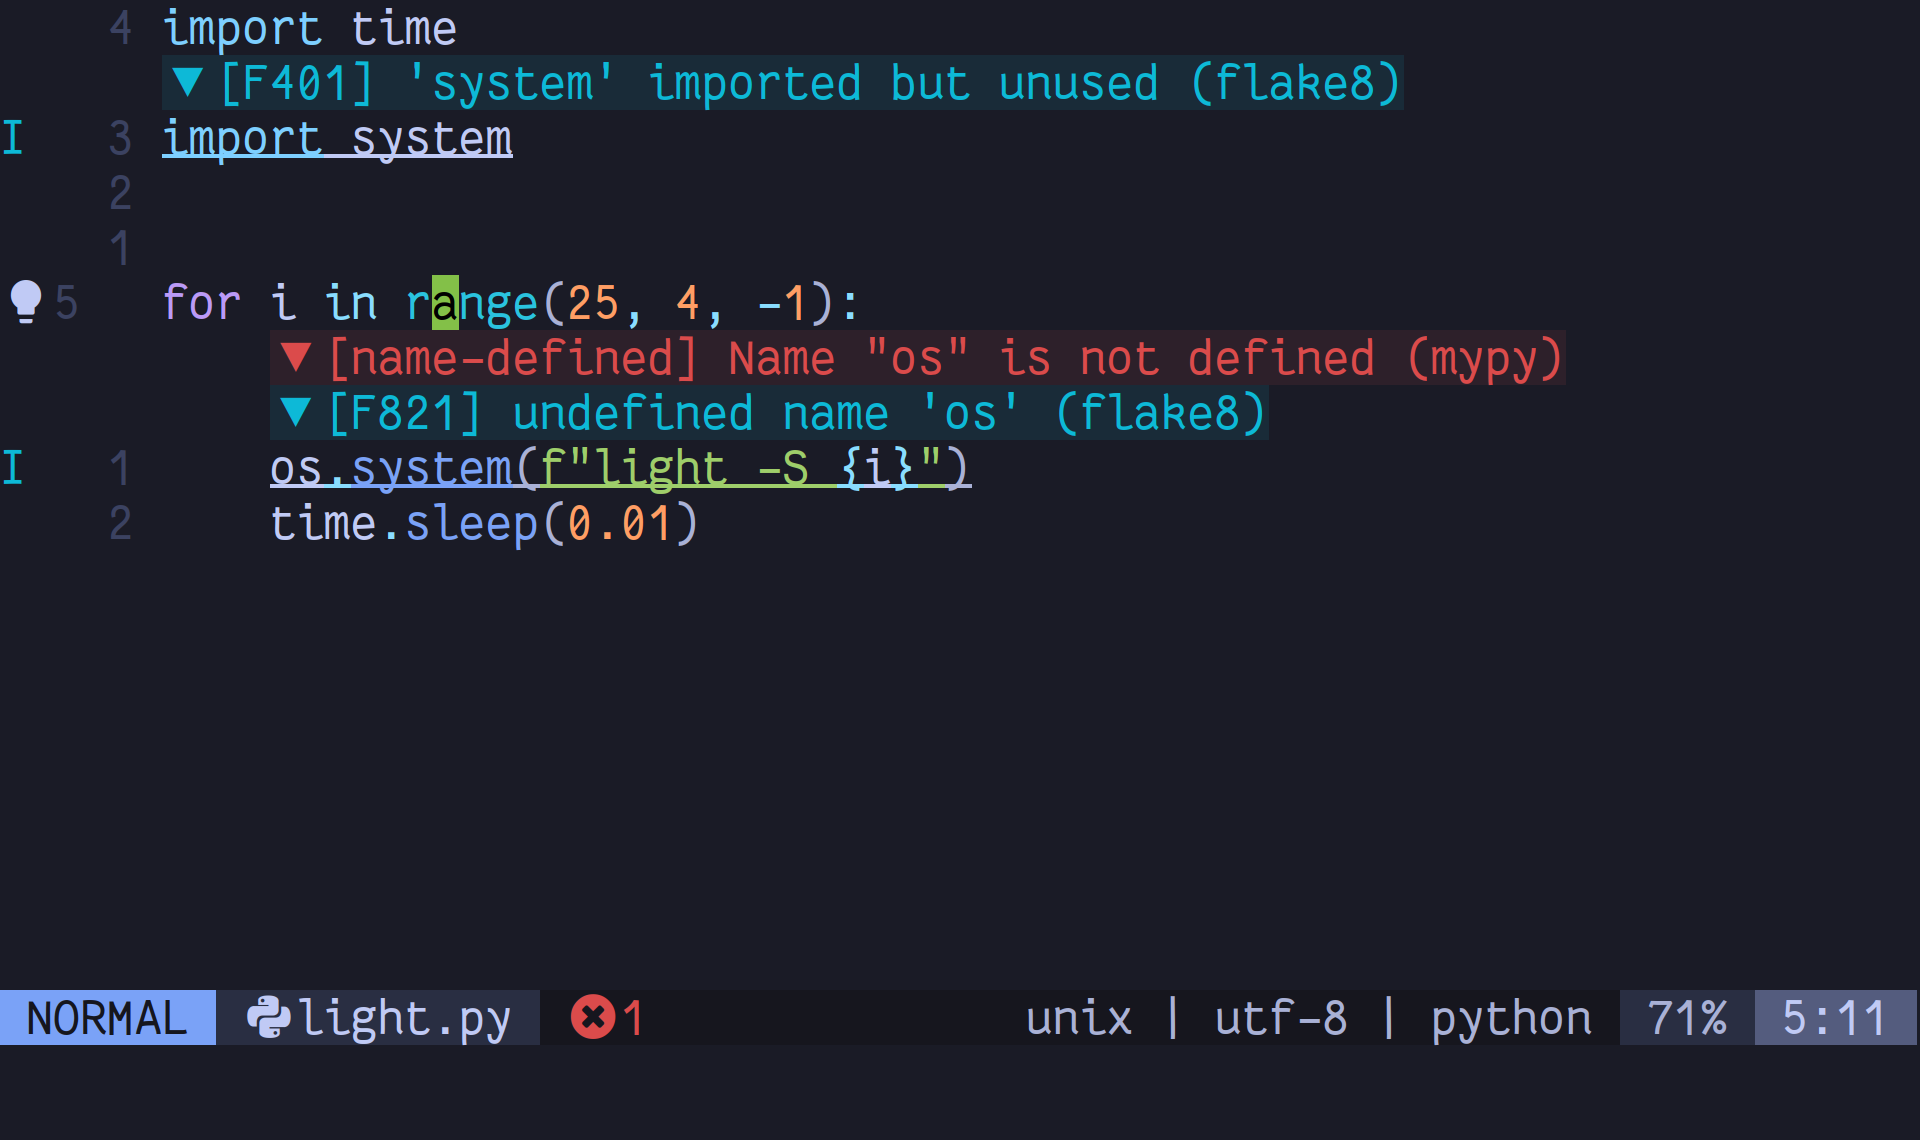 4 import time
▼[F401] 'system' imported but unused (flake8)
I 3 import system
2
1
5 for i in range(25, 4, -1):
▼[name-defined] Name "os" is not defined (mypy)
▼[F821] undefined name 'os' (flake8)
I 1 os.system(f"light -S {i}")
2 time.sleep(0.01)
NORMAL light.py 1 unix | utf-8 | python 71% 5:11